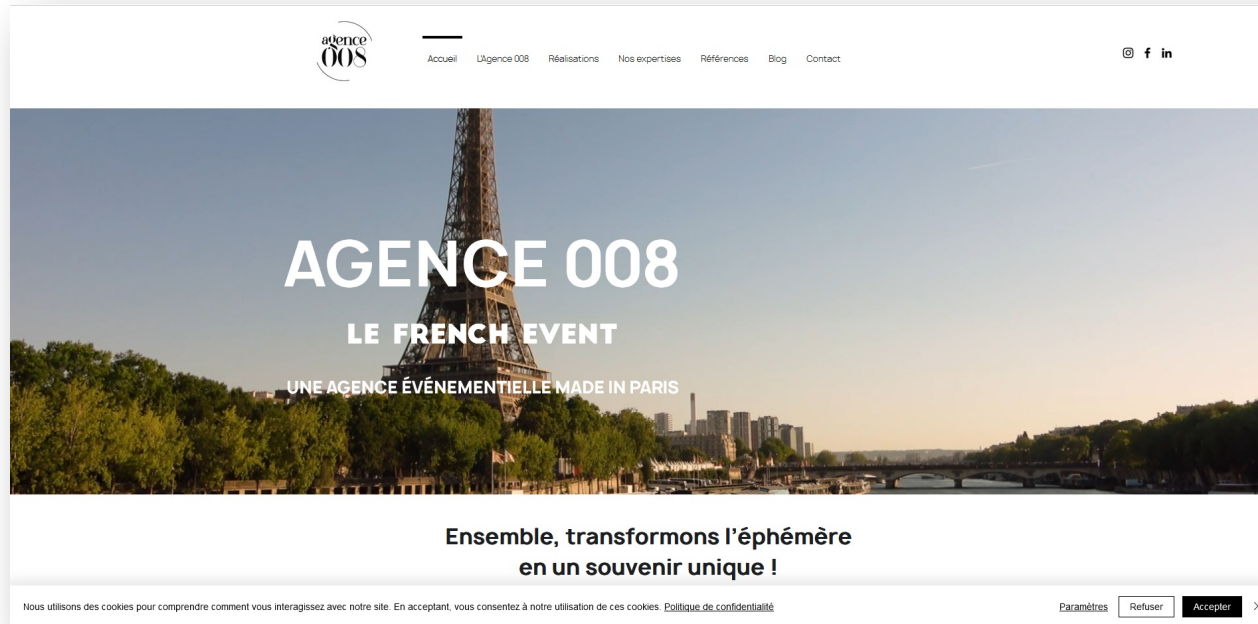 agence
008
Accueil
L'Agence 008
Réalisations
Nos expertises
Références
Blog
Contact
AGENCE 008
LE FRENCH EVENT
UNE AGENCE ÉVÉNEMENTIELLE MADE IN PARIS
Ensemble, transformons l'éphémère
en un souvenir unique !
Nous utilisons des cookies pour comprendre comment vous interagissez avec notre site. En acceptant, vous consentez à notre utilisation de ces cookies. Politique de confidentialité
Paramètres
Refuser
Accepter